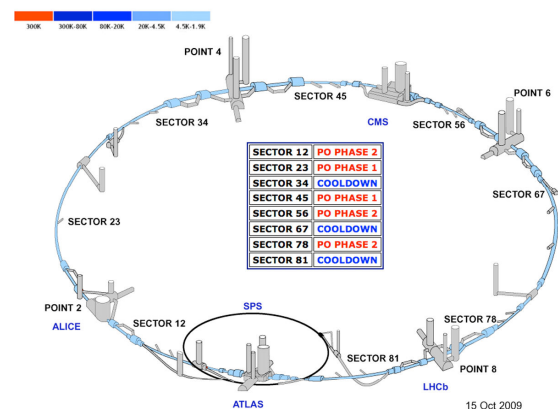 300K
300K-80K
80K-20K
20K-4.5K
4.5K-1.9K
POINT 4
SECTOR 45
SECTOR 34
CMS
POINT 6
SECTOR 56
SECTOR 12 PO PHASE 2
SECTOR 23 PO PHASE 1
SECTOR 34 COOLDOWN
SECTOR 45 PO PHASE 1
SECTOR 56 PO PHASE 2
SECTOR 67 COOLDOWN
SECTOR 78 PO PHASE 2
SECTOR 81 COOLDOWN
SECTOR 67
SECTOR 23
POINT 2
ALICE
SECTOR 12
SPS
SECTOR 78
SECTOR 81
POINT 8
LHCb
ATLAS
15 Oct 2009